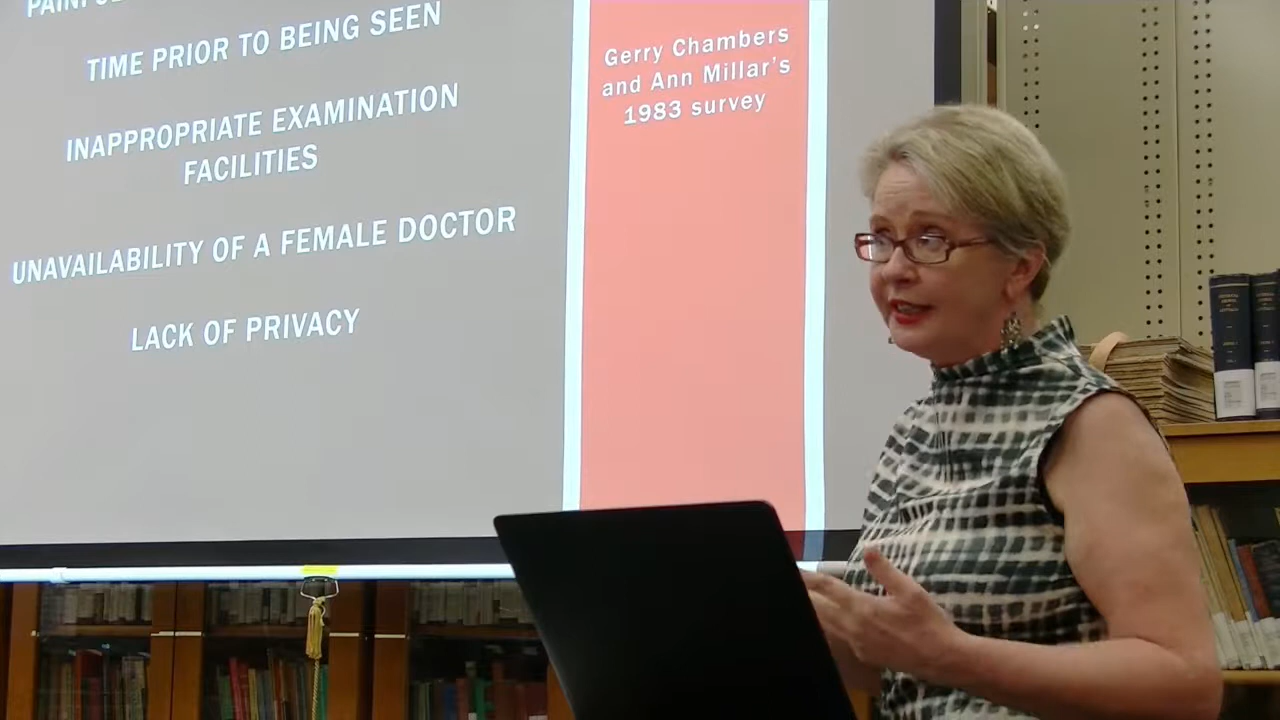 TIME PRIOR TO BEING SEEN
INAPPROPRIATE EXAMINATION
FACILITIES
UNAVAILABILITY OF A FEMALE DOCTOR
LACK OF PRIVACY
Gerry Chambers
and Ann Millar's
1983 survey